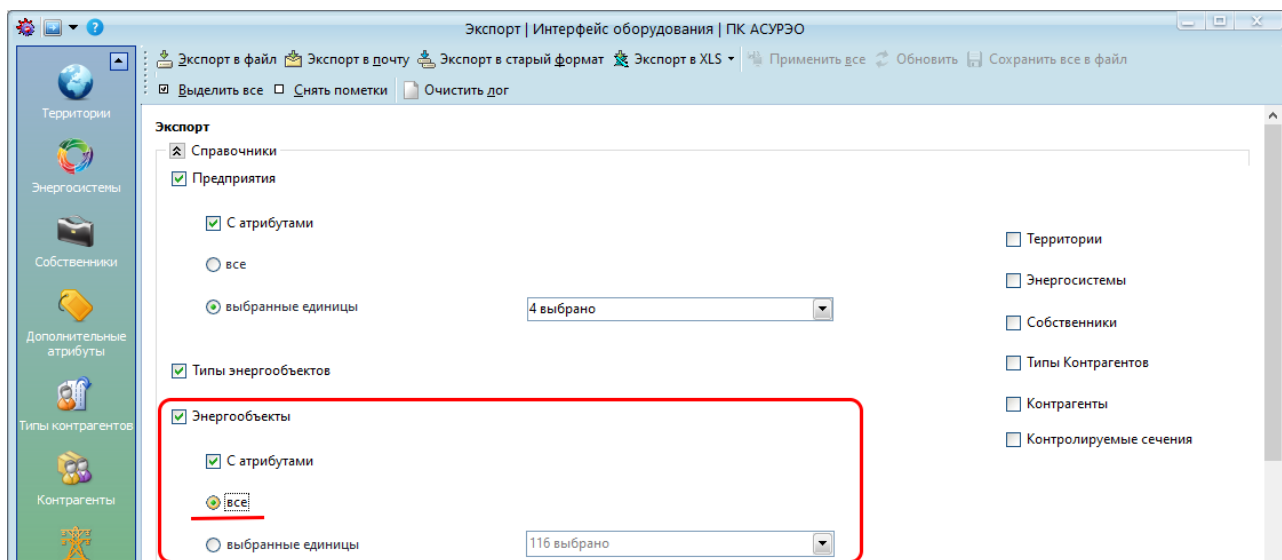 Экспорт | Интерфейс оборудования | ПК АСУРЭО
Экспорт в файл Экспорт в почту Экспорт в старый формат Экспорт в XLS Применить все Обновить Сохранить все в файл
Выделить все Снять пометки Очистить лог
Территории
Энергосистемы
Собственники
Дополнительные
атрибуты
Типы контрагентов
Контрагенты
Экспорт
Справочники
Предприятия
С атрибутами
все
выбранные единицы 4 выбрано
Типы энергообъектов
Энергообъекты
С атрибутами
все
выбранные единицы 116 выбрано
Территории
Энергосистемы
Собственники
Типы Контрагентов
Контрагенты
Контролируемые сечения